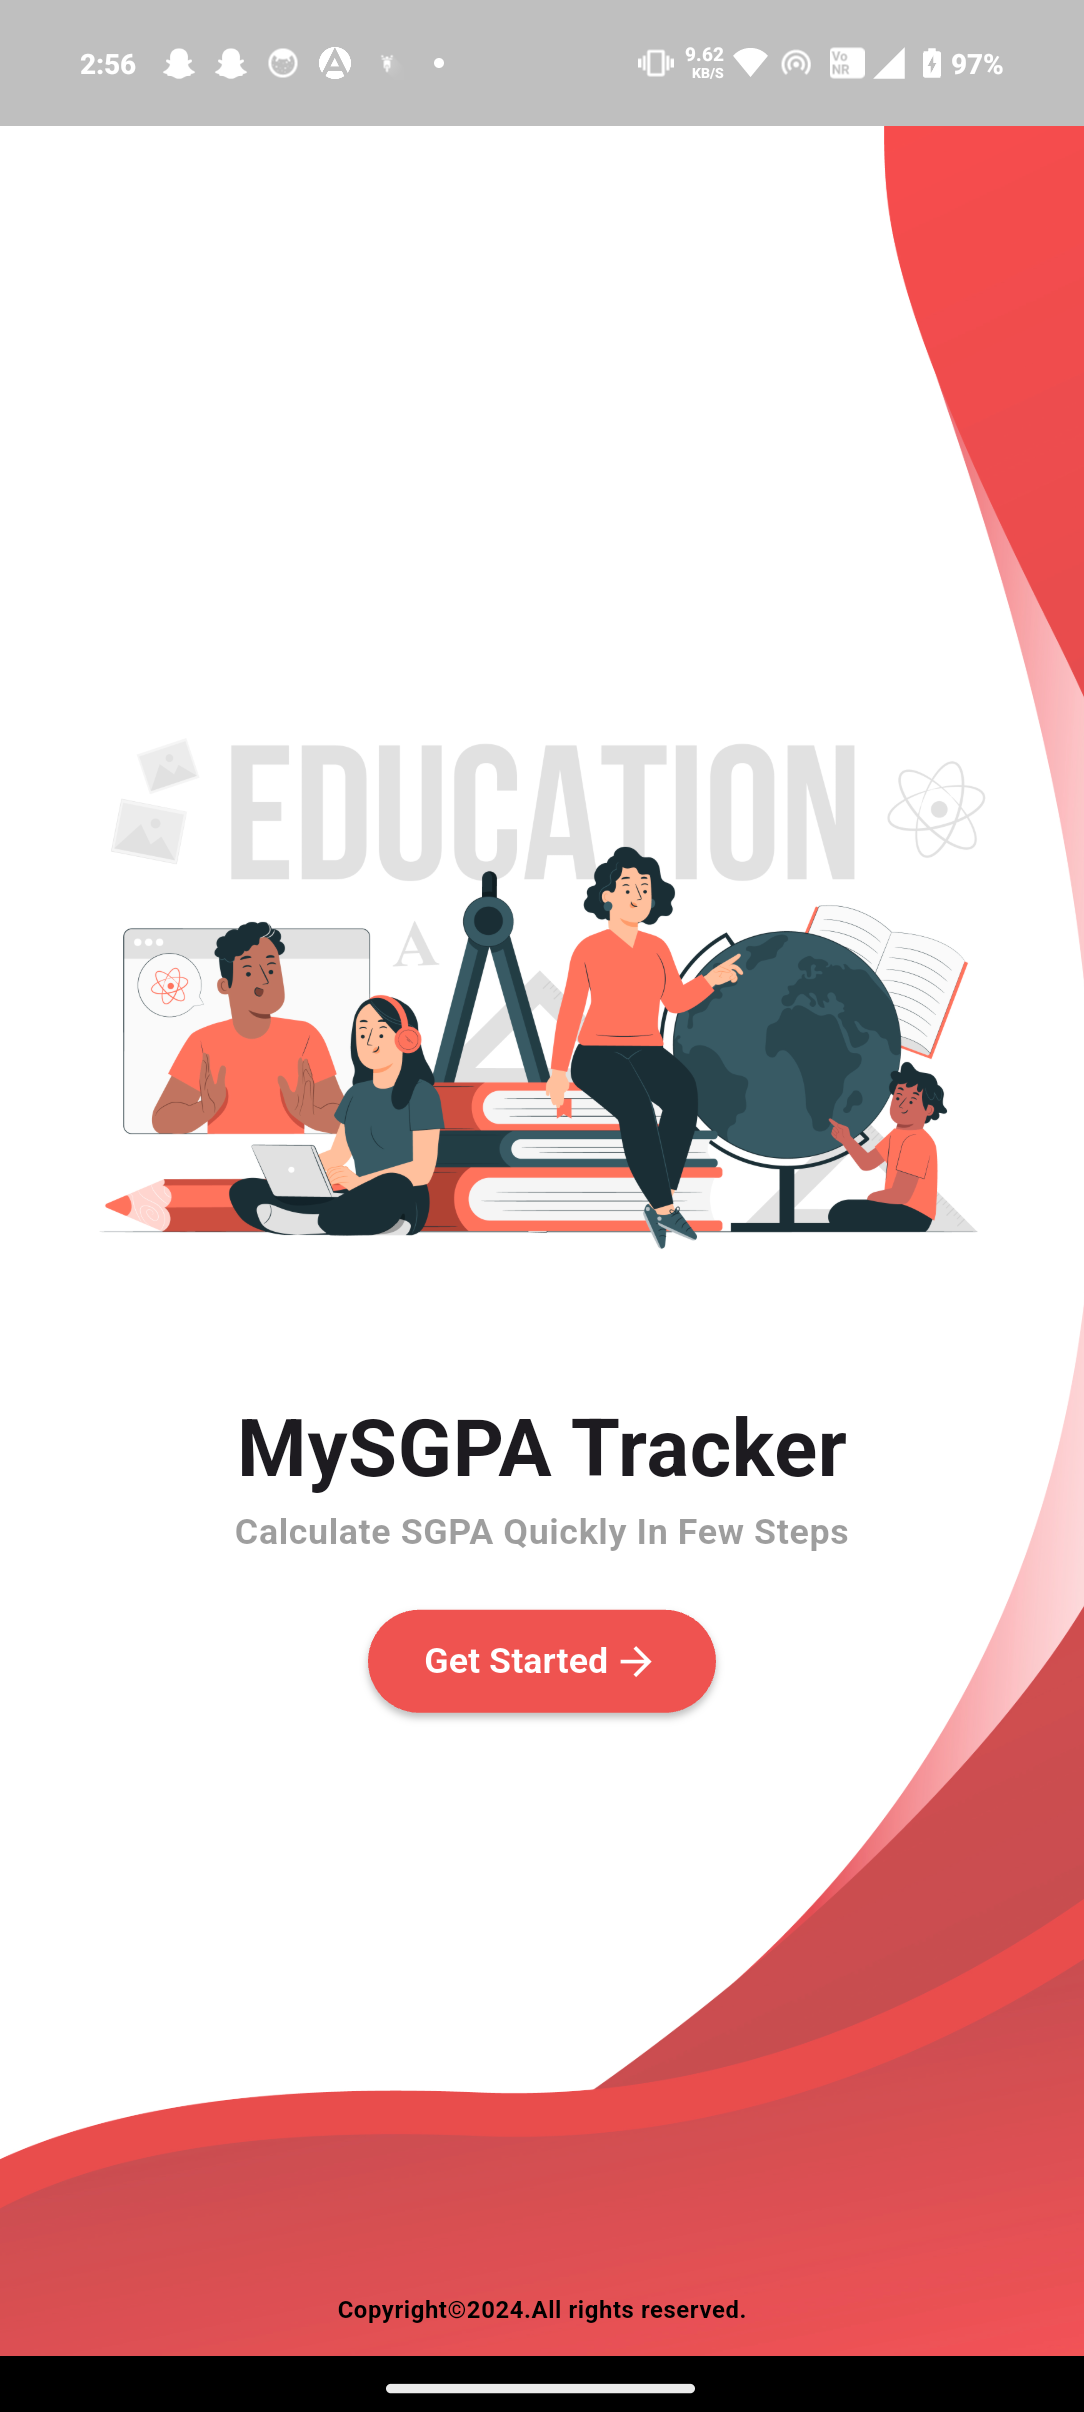 2:56 9.62 KB/S Vo NR 97%
EDUCATION
A
MySGPA Tracker
Calculate SGPA Quickly In Few Steps
Get Started →
Copyright©2024.All rights reserved.